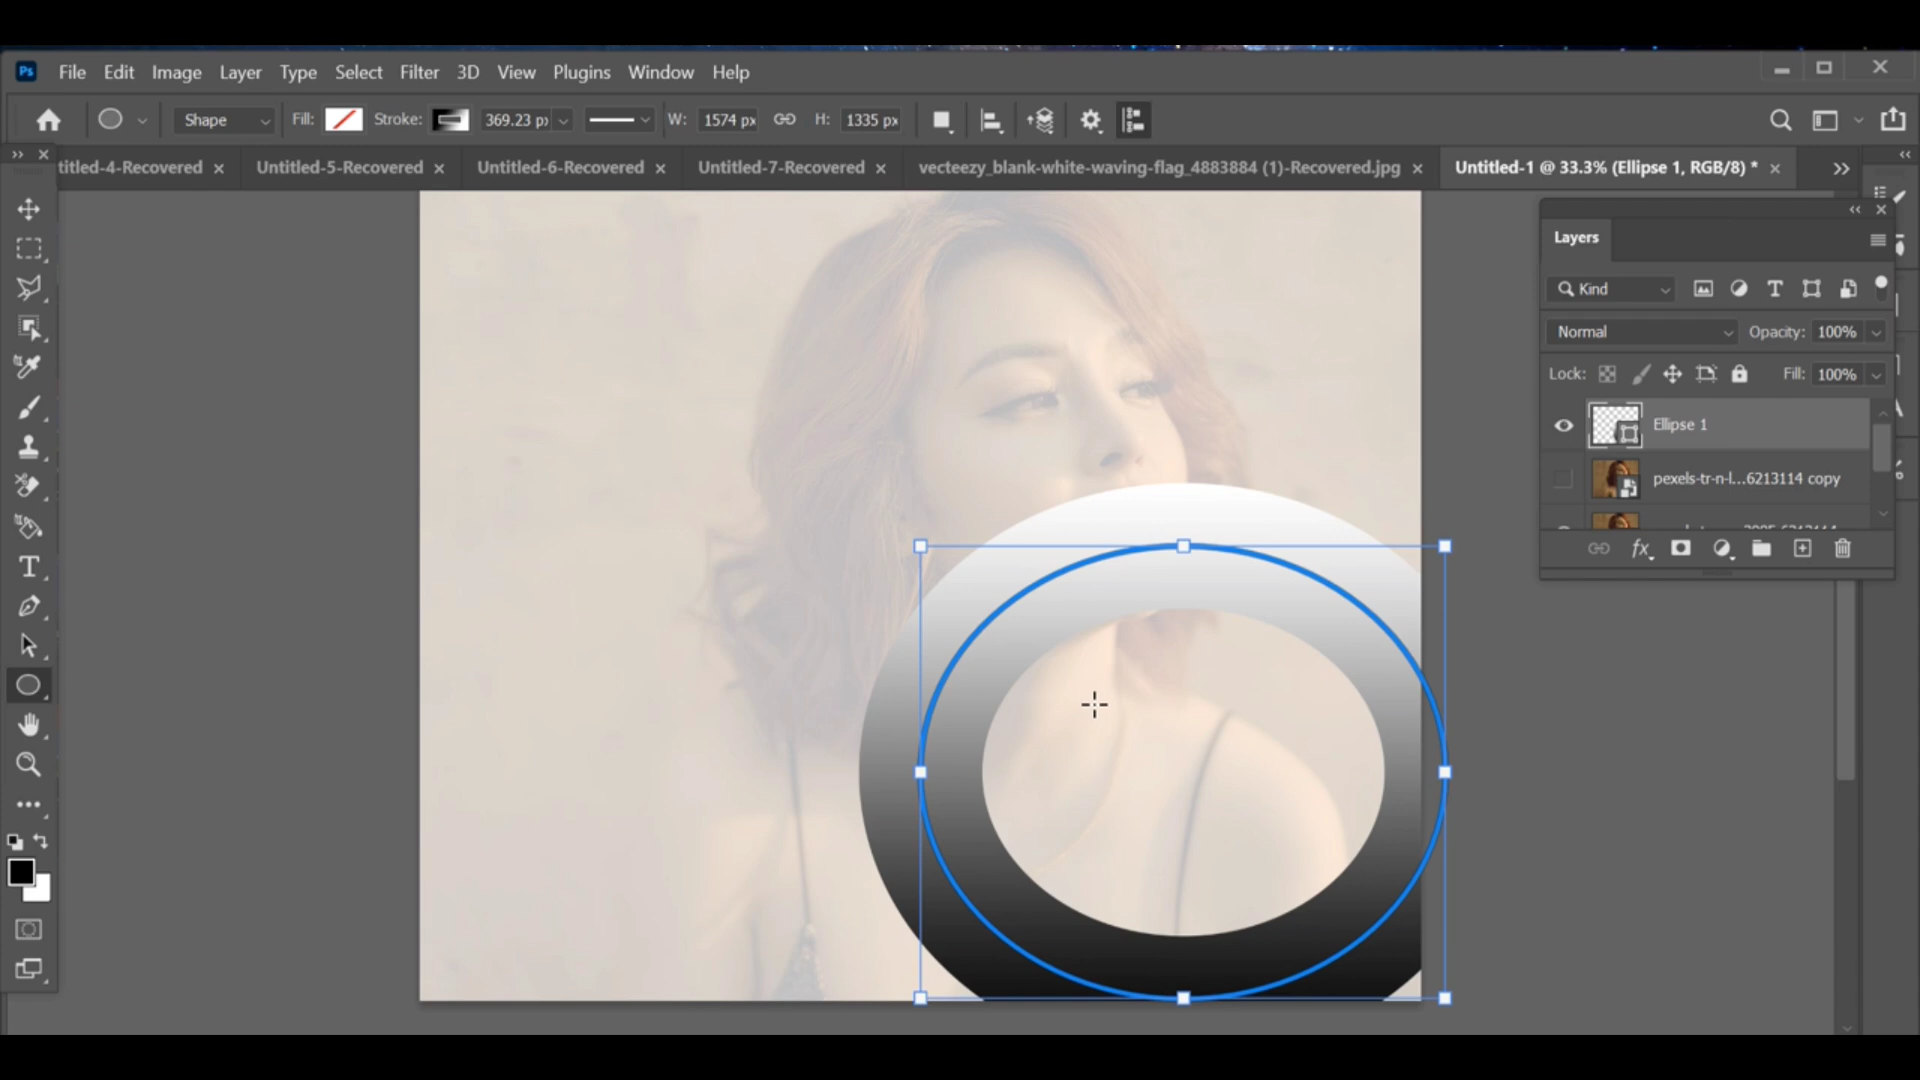 Ps File Edit Image Layer Type Select Filter 3D View Plugins Window Help
Shape Fill: Stroke: 369.23 p W: 1574 px H: 1335 px
titled-4-Recovered × Untitled-5-Recovered × Untitled-6-Recovered × Untitled-7-Recovered × vecteezy_blank-white-waving-flag_4883884 (1)-Recovered.jpg × Untitled-1 @ 33.3% (Ellipse 1, RGB/8) * ×
Layers
Kind
Normal Opacity: 100%
Lock: Fill: 100%
Ellipse 1
pexels-tr-n-l...6213114 copy
fx